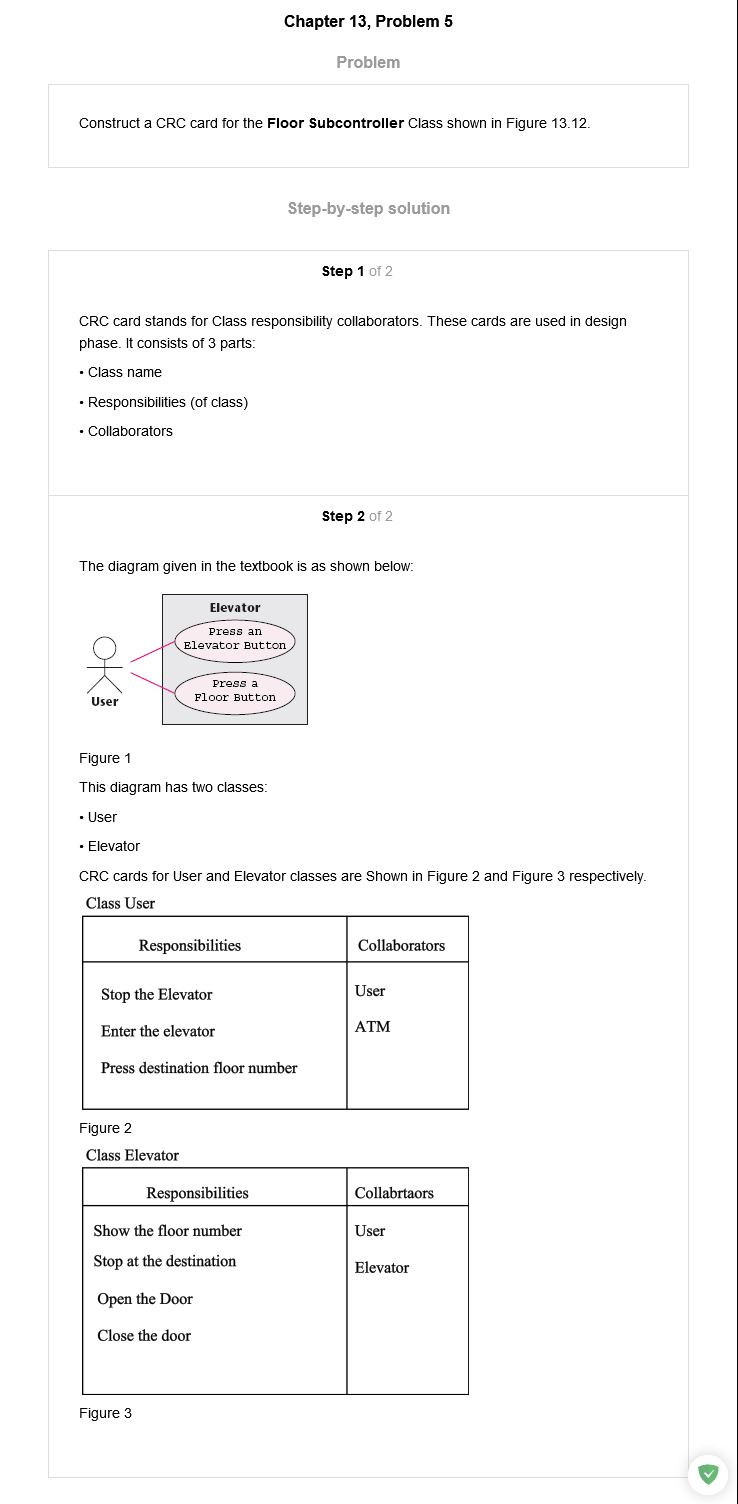 Chapter 13, Problem 5
Problem
Construct a CRC card for the Floor Subcontroller Class shown in Figure 13.12.
Step-by-step solution
Step 1 of 2
CRC card stands for Class responsibility collaborators. These cards are used in design
phase. It consists of 3 parts:
• Class name
• Responsibilities (of class)
• Collaborators
Step 2 of 2
The diagram given in the textbook is as shown below:
Elevator
Press an
Elevator Button
Press a
Floor Button
User
Figure 1
This diagram has two classes:
• User
• Elevator
CRC cards for User and Elevator classes are Shown in Figure 2 and Figure 3 respectively.
Class User
Responsibilities Collaborators
Stop the Elevator User
Enter the elevator ATM
Press destination floor number
Figure 2
Class Elevator
Responsibilities Collabrtaors
Show the floor number User
Stop at the destination Elevator
Open the Door
Close the door
Figure 3